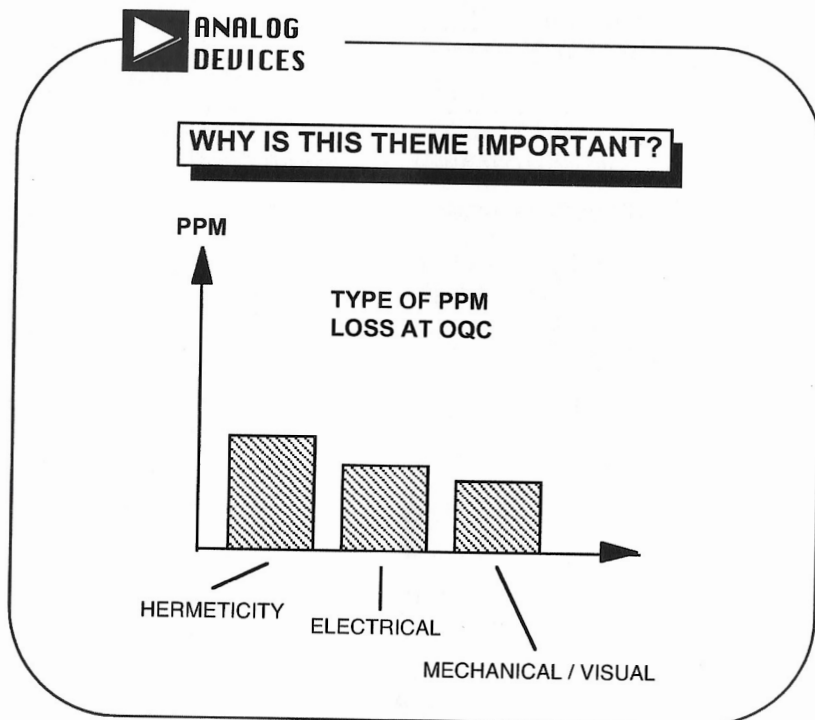 ANALOG
DEVICES
WHY IS THIS THEME IMPORTANT?
PPM
TYPE OF PPM
LOSS AT OQC
HERMETICITY
ELECTRICAL
MECHANICAL / VISUAL